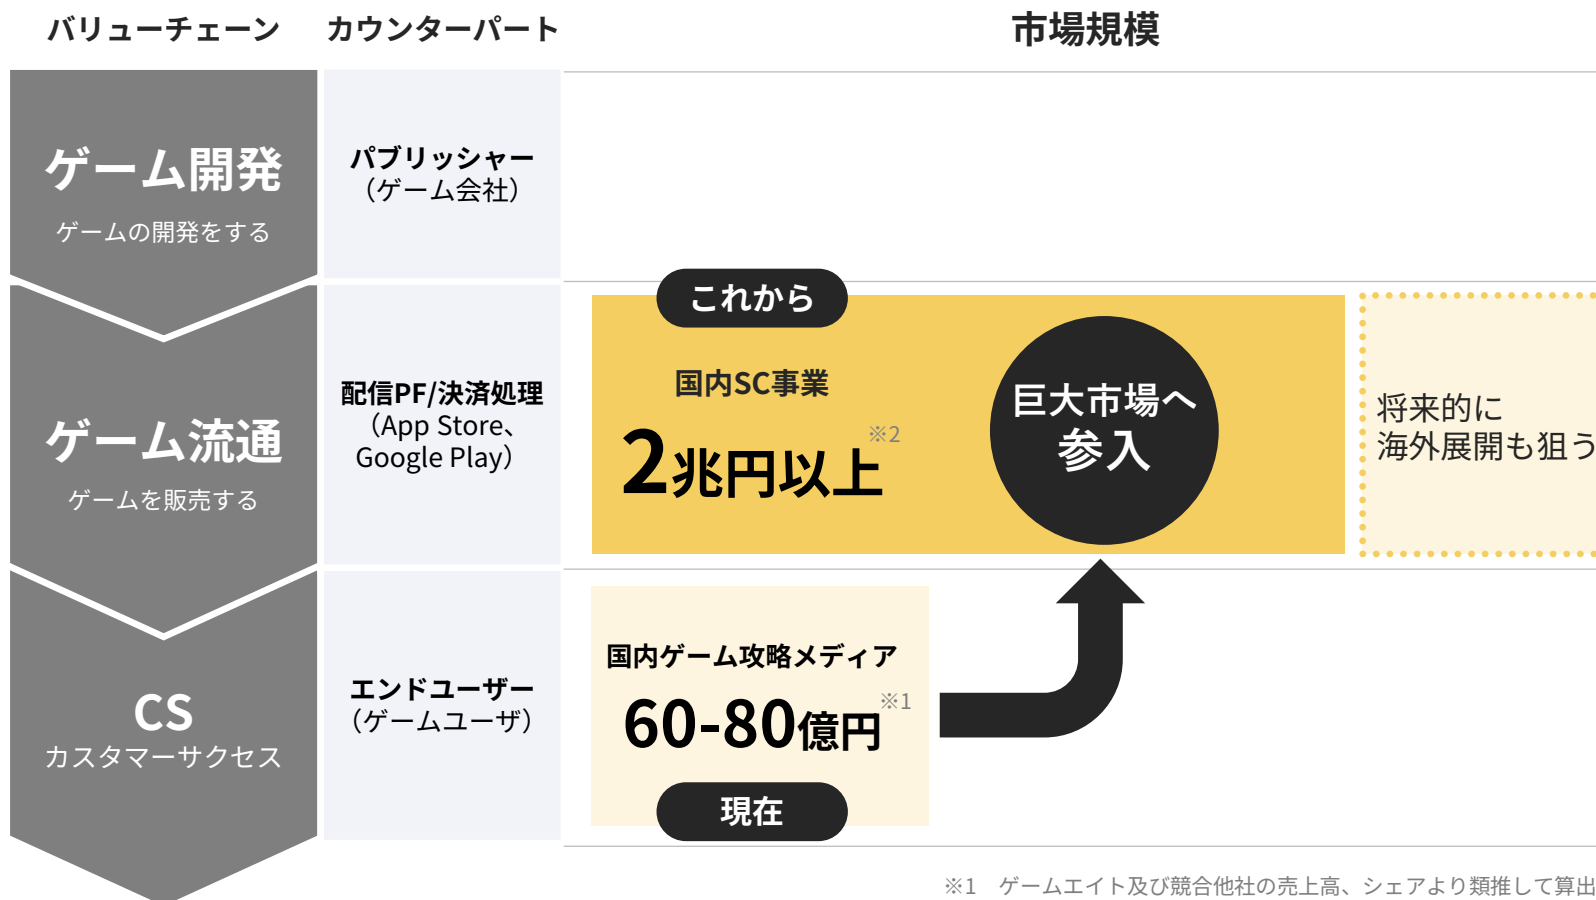 バリューチェーン
カウンターパート
市場規模
ゲーム開発
ゲームの開発をする
パブリッシャー
（ゲーム会社）
ゲーム流通
ゲームを販売する
配信PF/決済処理
（App Store、
Google Play）
これから
国内SC事業
2兆円以上※2
巨大市場へ
参入
将来的に
海外展開も狙う
CS
カスタマーサクセス
エンドユーザー
（ゲームユーザ）
国内ゲーム攻略メディア
60-80億円※1
現在
※1　ゲームエイト及び競合他社の売上高、シェアより類推して算出